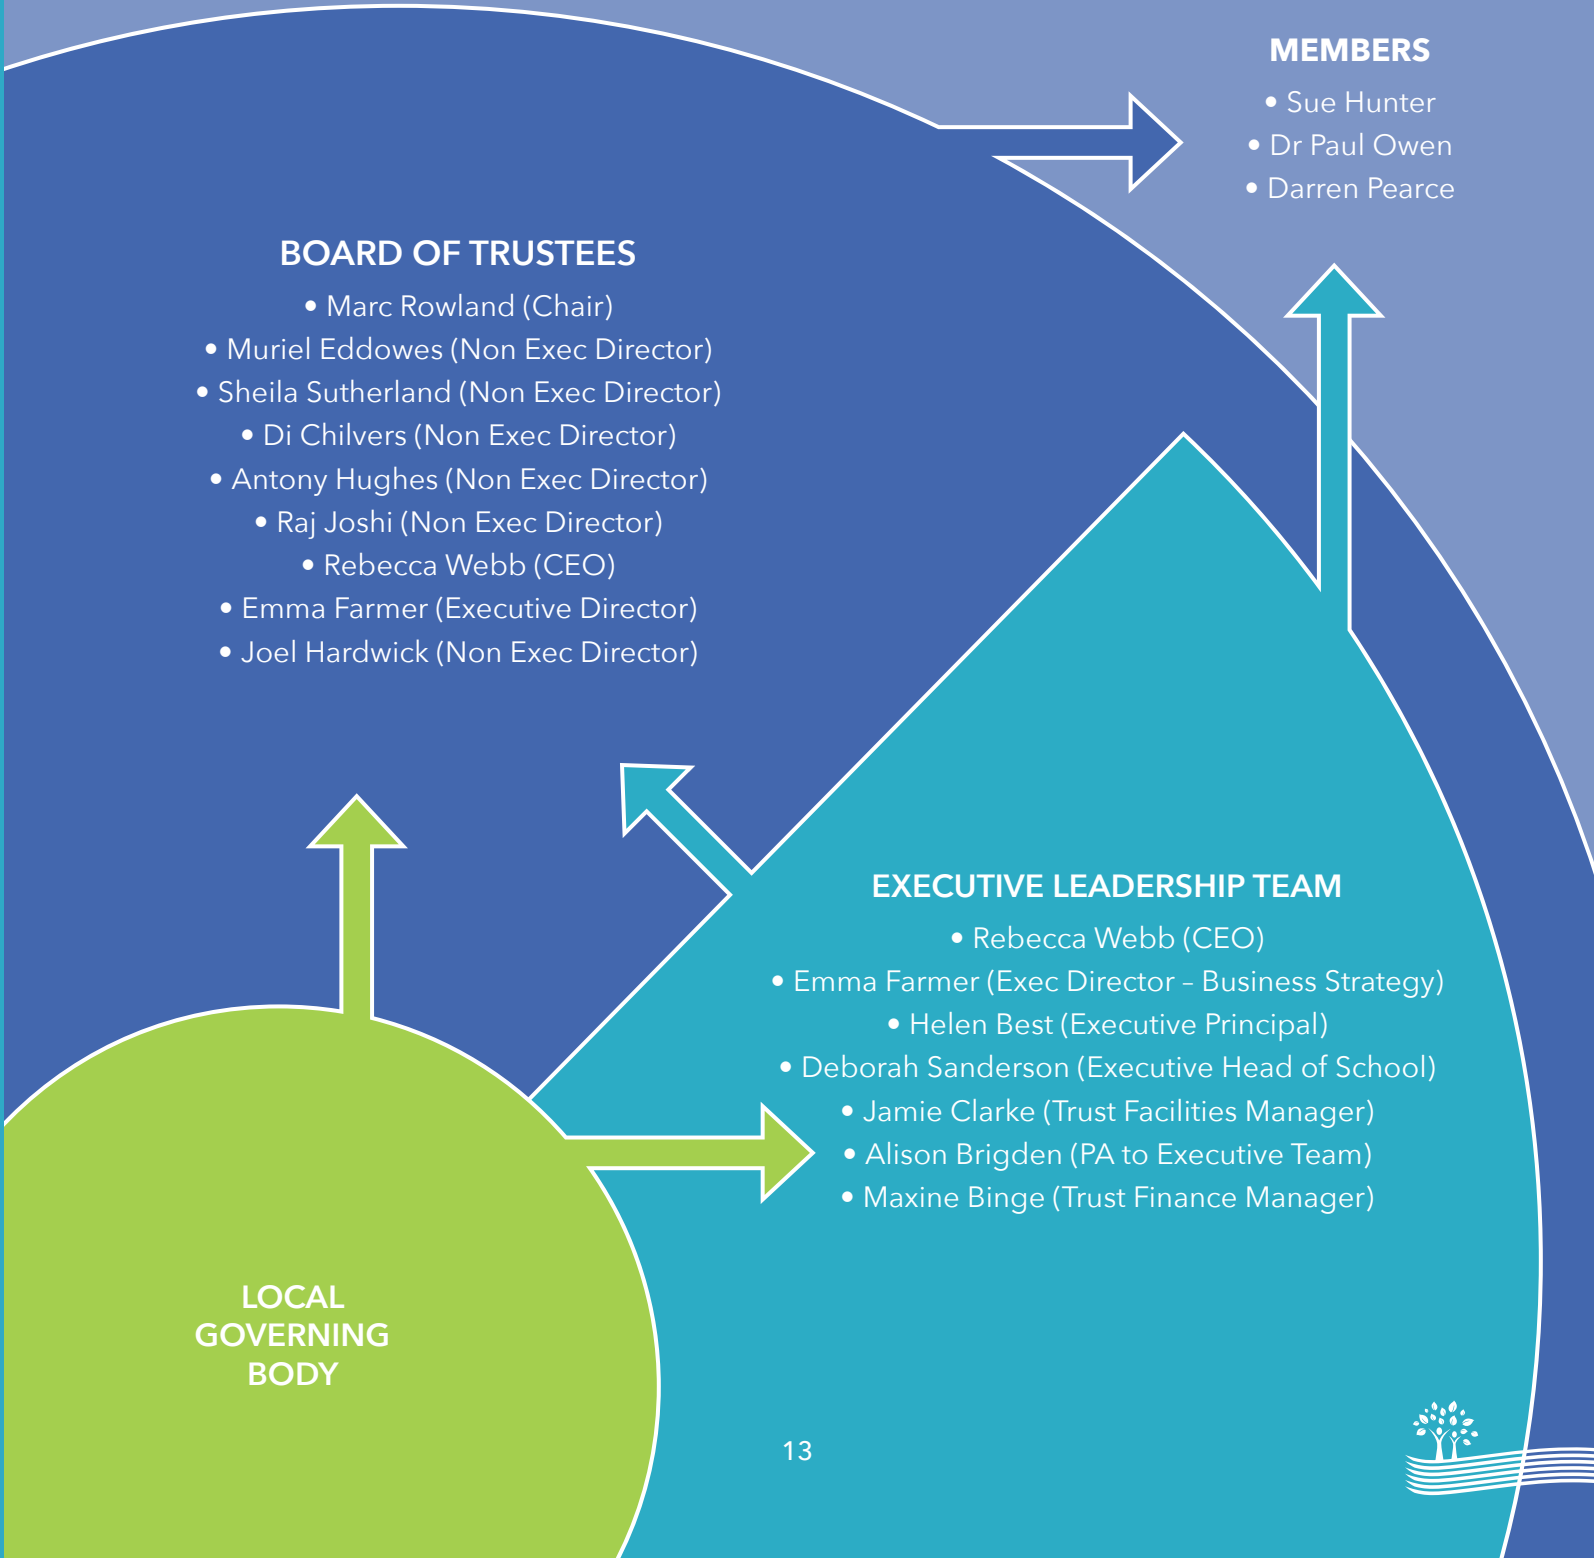 MEMBERS
• Sue Hunter
• Dr Paul Owen
• Darren Pearce
BOARD OF TRUSTEES
• Marc Rowland (Chair)
• Muriel Eddowes (Non Exec Director)
• Sheila Sutherland (Non Exec Director)
• Di Chilvers (Non Exec Director)
• Antony Hughes (Non Exec Director)
• Raj Joshi (Non Exec Director)
• Rebecca Webb (CEO)
• Emma Farmer (Executive Director)
• Joel Hardwick (Non Exec Director)
EXECUTIVE LEADERSHIP TEAM
• Rebecca Webb (CEO)
• Emma Farmer (Exec Director – Business Strategy)
• Helen Best (Executive Principal)
• Deborah Sanderson (Executive Head of School)
• Jamie Clarke (Trust Facilities Manager)
• Alison Brigden (PA to Executive Team)
• Maxine Binge (Trust Finance Manager)
LOCAL
GOVERNING
BODY
13